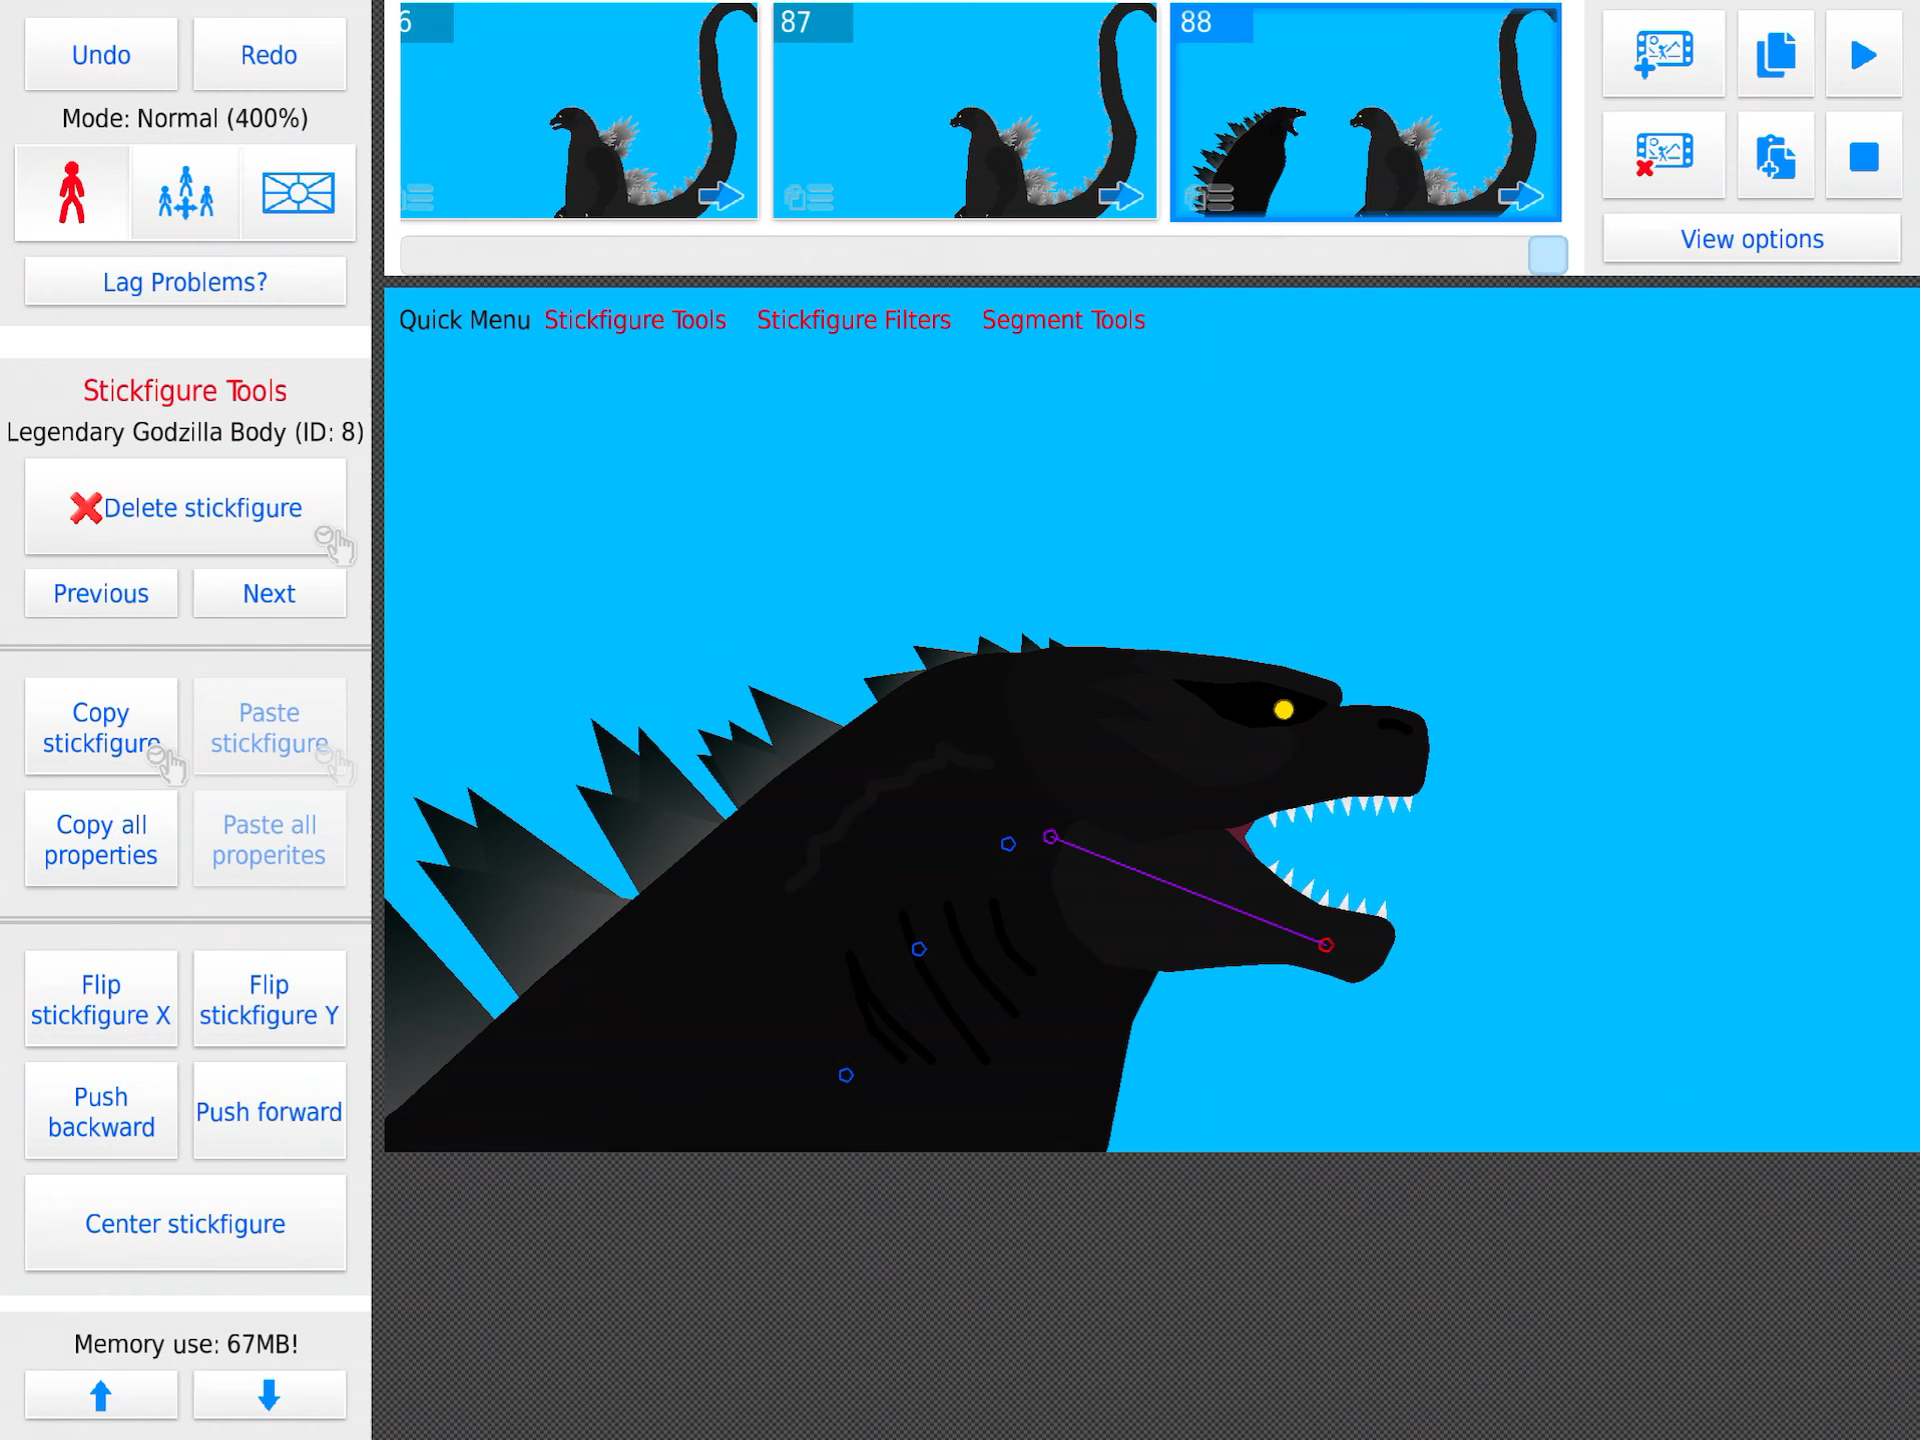 Undo
Redo
Mode: Normal (400%)
Lag Problems?
6
87
88
View options
Quick Menu
Stickfigure Tools
Stickfigure Filters
Segment Tools
Stickfigure Tools
Legendary Godzilla Body (ID: 8)
Delete stickfigure
Previous
Next
Copy
stickfigure
Paste
stickfigure
Copy all
properties
Paste all
properites
Flip
stickfigure X
Flip
stickfigure Y
Push
backward
Push forward
Center stickfigure
Memory use: 67MB!